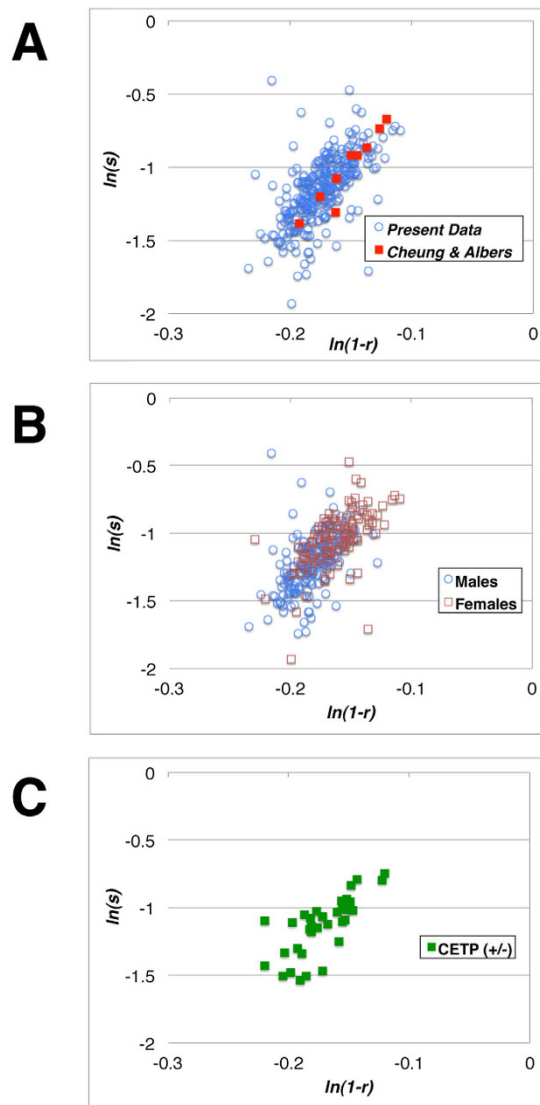 A
0
-0.5
-1
-1.5
-2
ln(s)
Present Data
Cheung & Albers
-0.3 -0.2 -0.1 0
ln(1-r)
B
0
-0.5
-1
-1.5
-2
ln(s)
Males
Females
-0.3 -0.2 -0.1 0
ln(1-r)
C
0
-0.5
-1
-1.5
-2
ln(s)
CETP (+/-)
-0.3 -0.2 -0.1 0
ln(1-r)